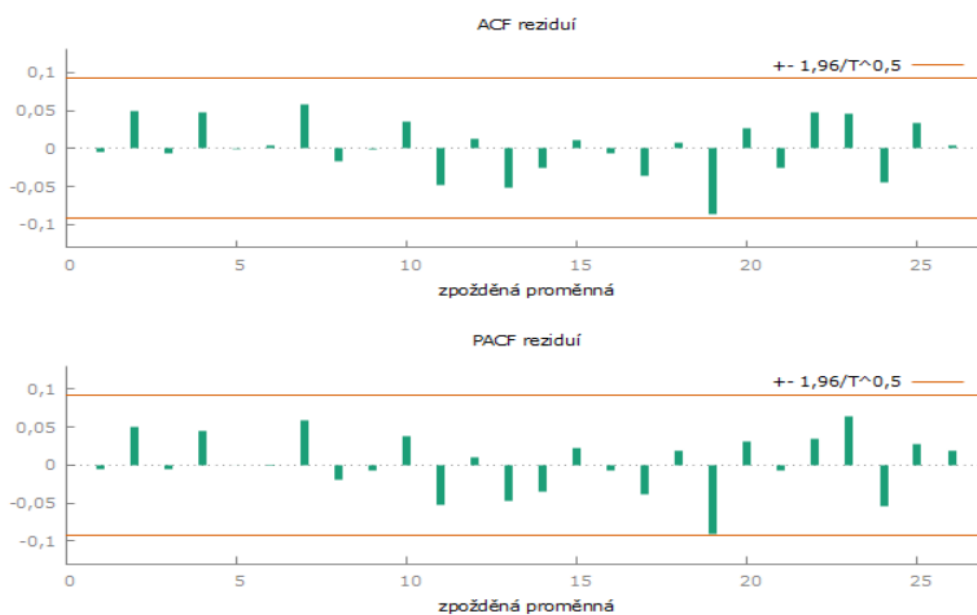 ACF reziduí
+- 1,96/T^0,5
0,1
0,05
0
-0,05
-0,1
0 5 10 15 20 25
zpožděná proměnná
PACF reziduí
+- 1,96/T^0,5
0,1
0,05
0
-0,05
-0,1
0 5 10 15 20 25
zpožděná proměnná